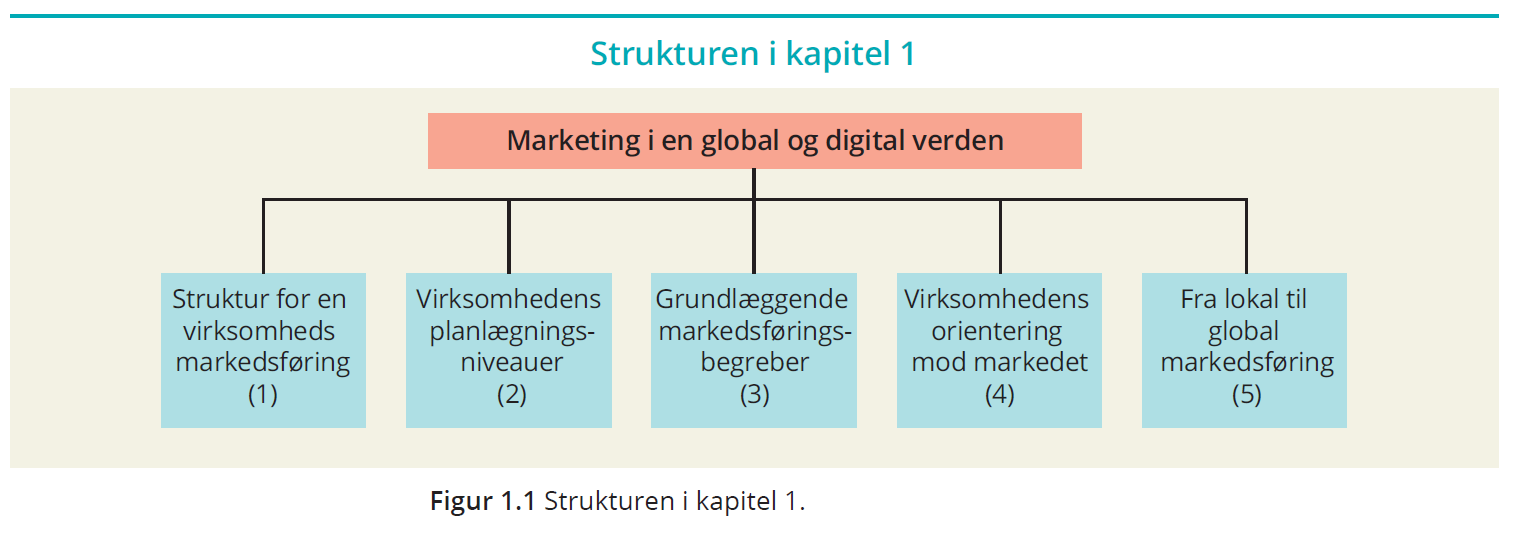 Strukturen i kapitel 1
Marketing i en global og digital verden
Struktur for en
virksomheds
markedsføring
(1)
Virksomhedens
planlægnings-
niveauer
(2)
Grundlæggende
markedsførings-
begreber
(3)
Virksomhedens
orientering
mod markedet
(4)
Fra lokal til
global
markedsføring
(5)
Figur 1.1 Strukturen i kapitel 1.